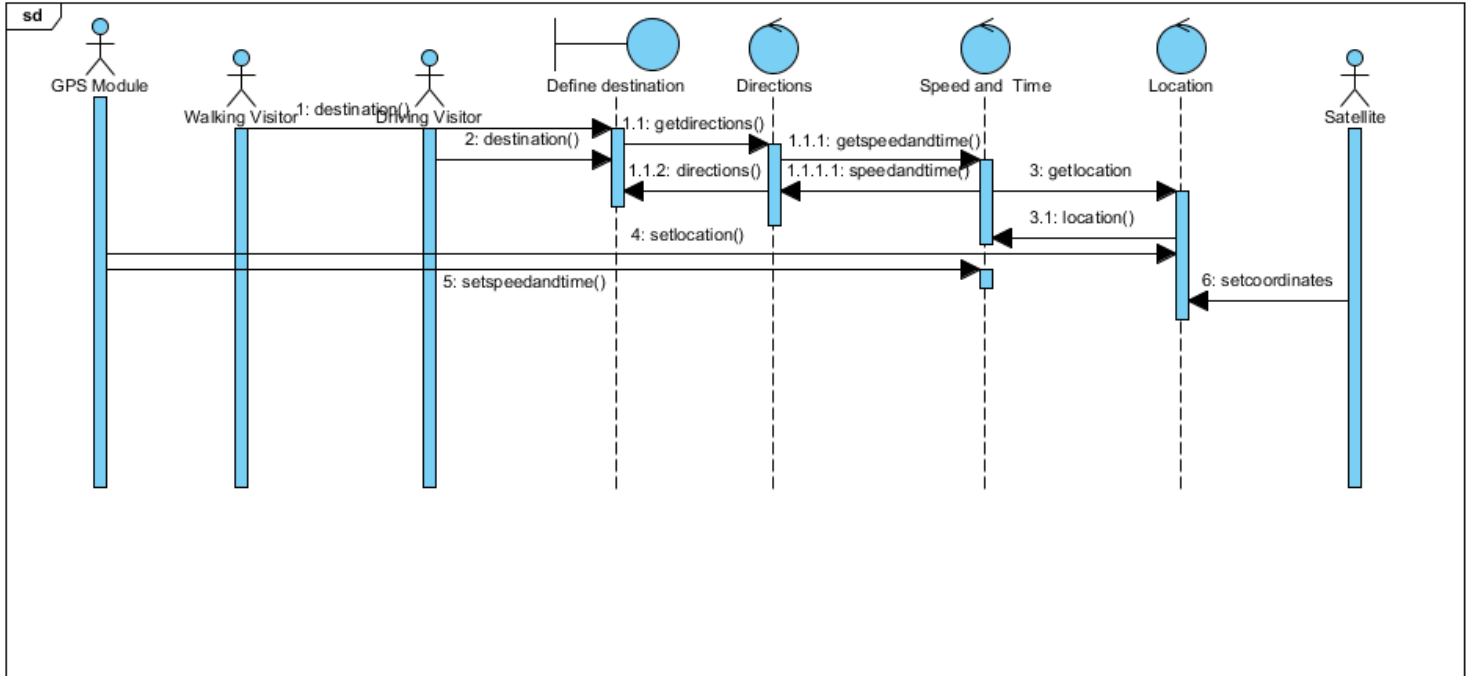 sd
GPS Module
Walking Visitor
Driving Visitor
Define destination
Directions
Speed and Time
Location
Satellite
1: destination()
1.1: getdirections()
2: destination()
1.1.1: getspeedandtime()
1.1.2: directions()
1.1.1.1: speedandtime()
3: getlocation
3.1: location()
4: setlocation()
5: setspeedandtime()
6: setcoordinates